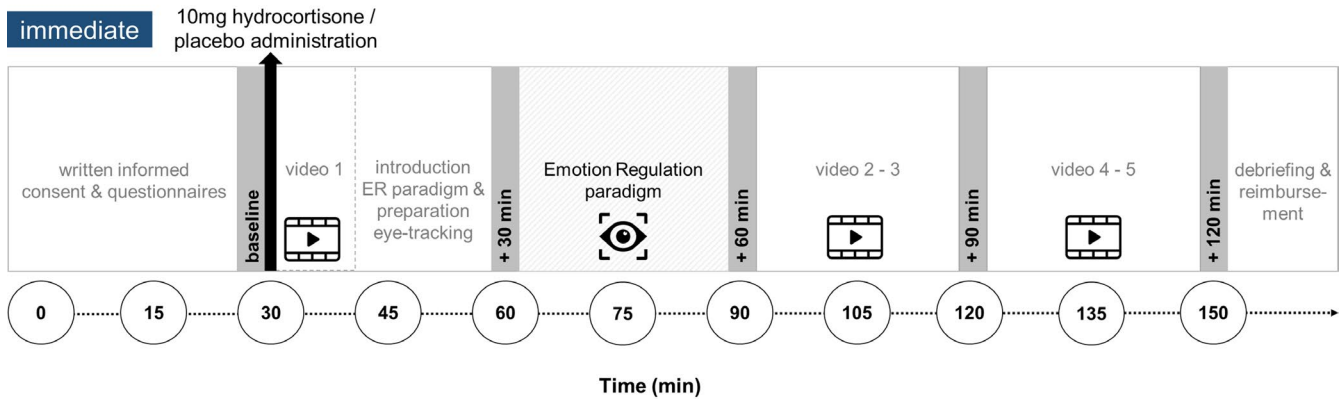 immediate
10mg hydrocortisone /
placebo administration
written informed
consent & questionnaires
baseline
video 1
introduction
ER paradigm &
preparation
eye-tracking
+ 30 min
Emotion Regulation
paradigm
+ 60 min
video 2 - 3
+ 90 min
video 4 - 5
+ 120 min
debriefing &
reimburse-
ment
0 15 30 45 60 75 90 105 120 135 150
Time (min)